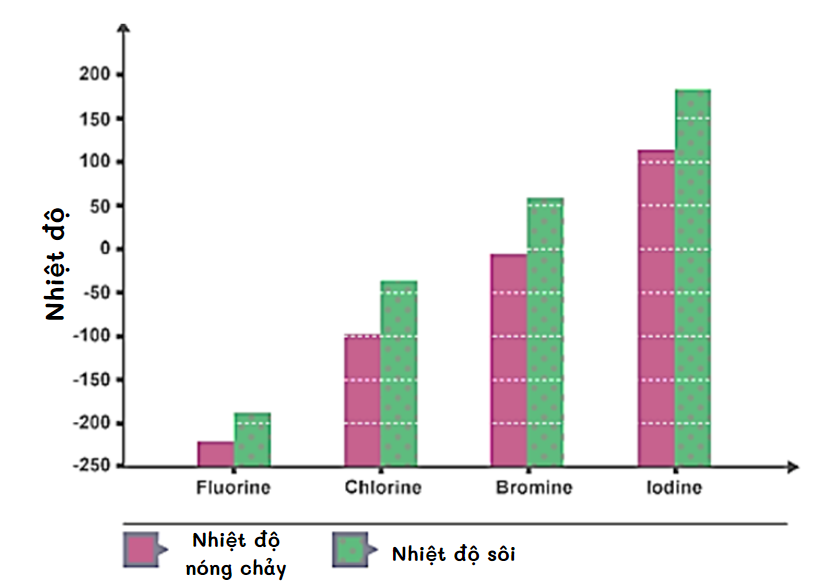 200
150
100
50
0
-50
-100
-150
-200
-250
Nhiệt độ
Fluorine Chlorine Bromine Iodine
Nhiệt độ
nóng chảy
Nhiệt độ sôi